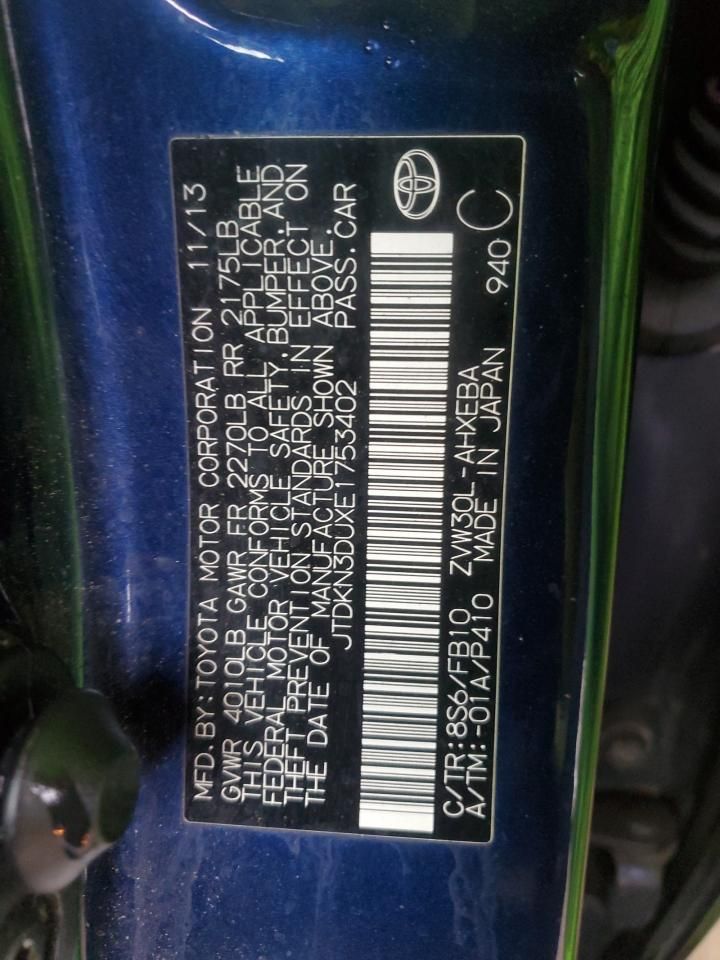 MFD.BY:TOYOTA MOTOR CORPORATION 11/13
GVWR 4010LB GAWR FR 2270LB RR 2175LB
THIS VEHICLE CONFORMS TO ALL APPLICABLE
FEDERAL MOTOR VEHICLE SAFETY,BUMPER,AND
THEFT PREVENTION STANDARDS IN EFFECT ON
THE DATE OF MANUFACTURE SHOWN ABOVE.
JTDKN3DUXE1753402 PASS.CAR
C/TR:8S6/FB10 ZVW30L-AHXEBA
A/TM:-01A/P410 MADE IN JAPAN 940 C